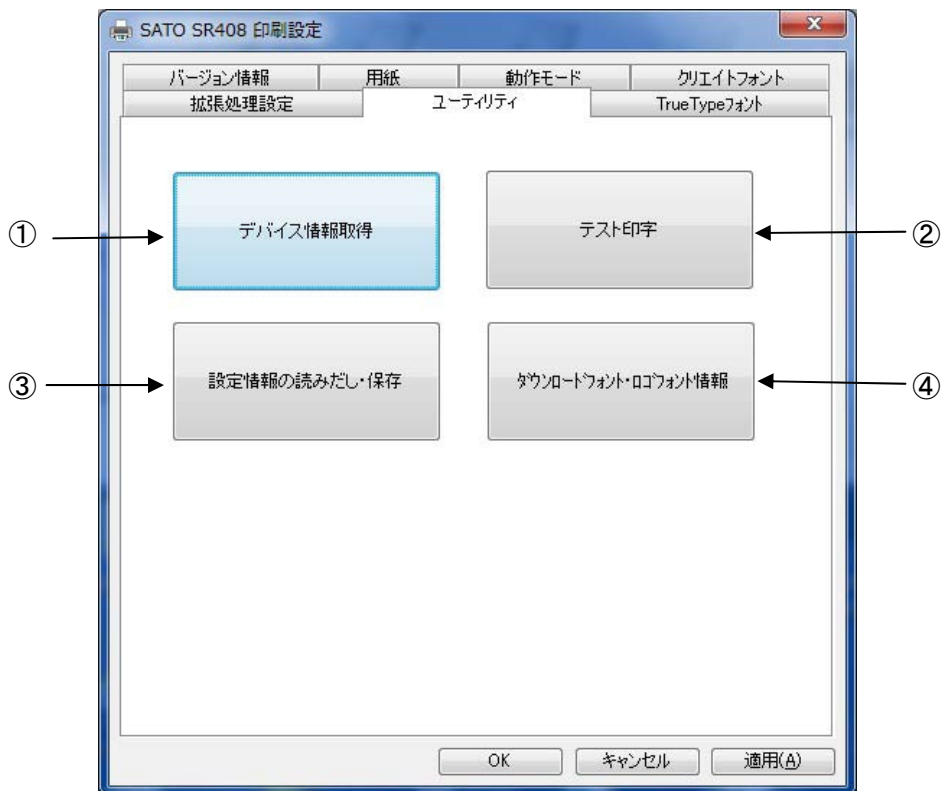 SATO SR408 印刷設定
バージョン情報 用紙 動作モード クリエイトフォント
拡張処理設定 ユーティリティ TrueTypeフォント
① デバイス情報取得 テスト印字 ②
③ 設定情報の読みだし・保存 ダウンロードフォント・ロゴフォント情報 ④
OK キャンセル 適用(A)